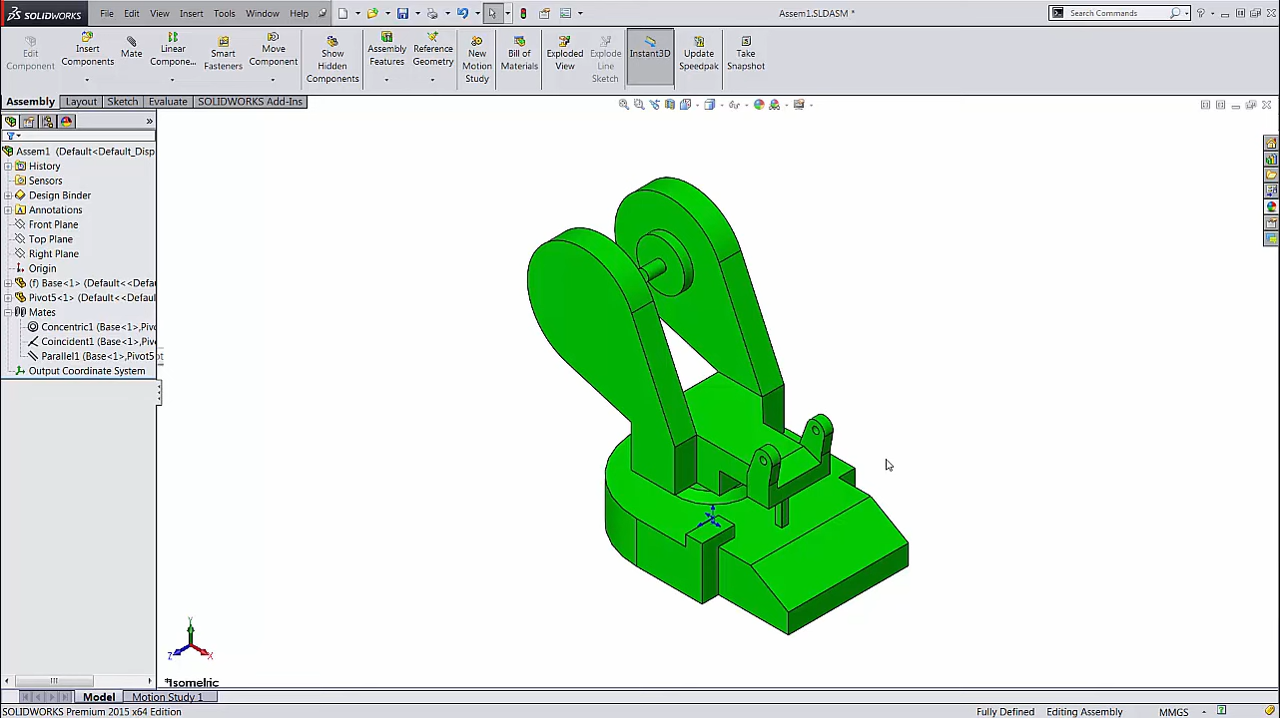 SOLIDWORKS
File Edit View Insert Tools Window Help
Assem1.SLDASM *
Search Commands
Edit Component
Insert Components
Mate
Linear Compone...
Smart Fasteners
Move Component
Show Hidden Components
Assembly Features
Reference Geometry
New Motion Study
Bill of Materials
Exploded View
Explode Line Sketch
Instant3D
Update Speedpak
Take Snapshot
Assembly Layout Sketch Evaluate SOLIDWORKS Add-Ins
Assem1 (Default<Default_Disp
History
Sensors
Design Binder
Annotations
Front Plane
Top Plane
Right Plane
Origin
(f) Base<1> (Default<<Defau
Pivot5<1> (Default<<Defaul
Mates
Concentric1 (Base<1>,Piv
Coincident1 (Base<1>,Piv
Parallel1 (Base<1>,Pivot5
Output Coordinate System
Y
Z X
*Isometric
Model Motion Study 1
SOLIDWORKS Premium 2015 x64 Edition
Fully Defined Editing Assembly MMGS